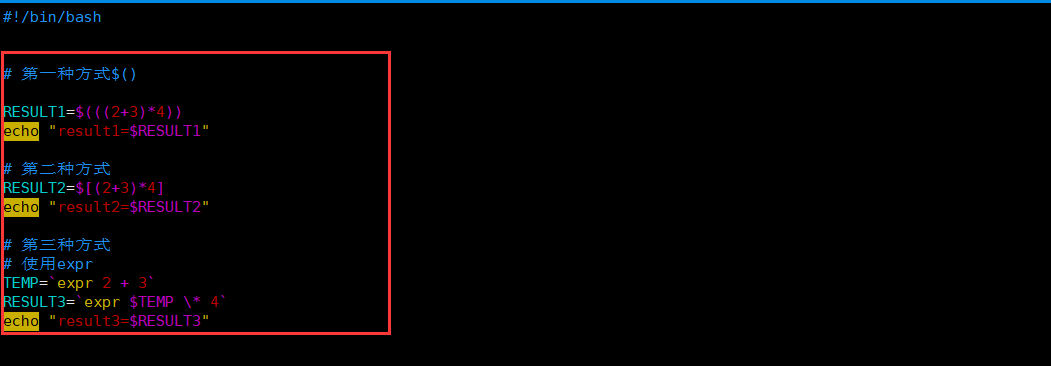 #!/bin/bash
# 第一种方式$()
RESULT1=$(((2+3)*4))
echo "result1=$RESULT1"
# 第二种方式
RESULT2=$[(2+3)*4]
echo "result2=$RESULT2"
# 第三种方式
# 使用expr
TEMP=`expr 2 + 3`
RESULT3=`expr $TEMP \* 4`
echo "result3=$RESULT3"